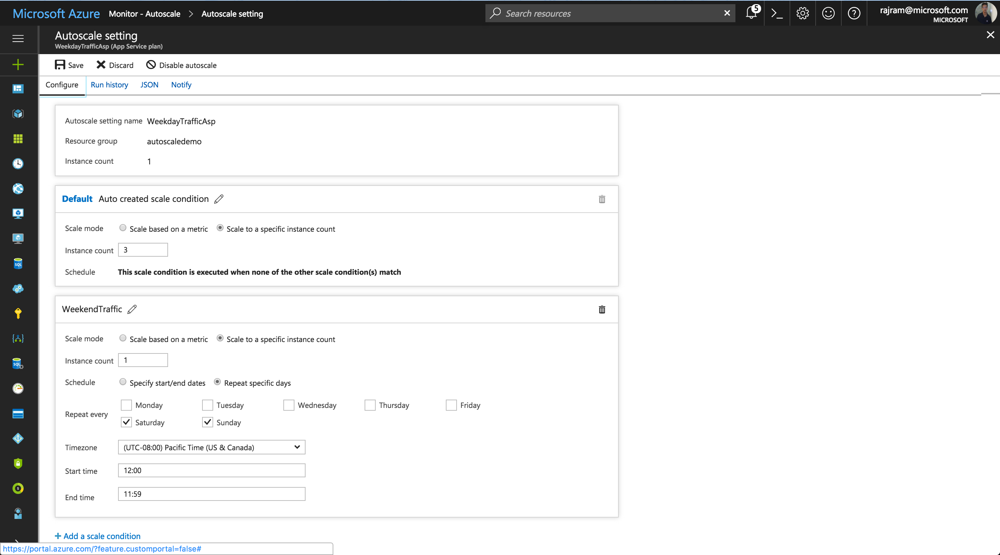 Microsoft Azure Monitor - Autoscale > Autoscale setting Search resources 5 rajram@microsoft.com
MICROSOFT
Autoscale setting
WeekdayTrafficAsp (App Service plan)
Save Discard Disable autoscale
Configure Run history JSON Notify
Autoscale setting name WeekdayTrafficAsp
Resource group autoscaledemo
Instance count 1
Default Auto created scale condition
Scale mode Scale based on a metric Scale to a specific instance count
Instance count 3
Schedule This scale condition is executed when none of the other scale condition(s) match
WeekendTraffic
Scale mode Scale based on a metric Scale to a specific instance count
Instance count 1
Schedule Specify start/end dates Repeat specific days
Repeat every Monday Tuesday Wednesday Thursday Friday
Saturday Sunday
Timezone (UTC-08:00) Pacific Time (US & Canada)
Start time 12:00
End time 11:59
+ Add a scale condition
https://portal.azure.com/?feature.customportal=false#
SQL
SQL